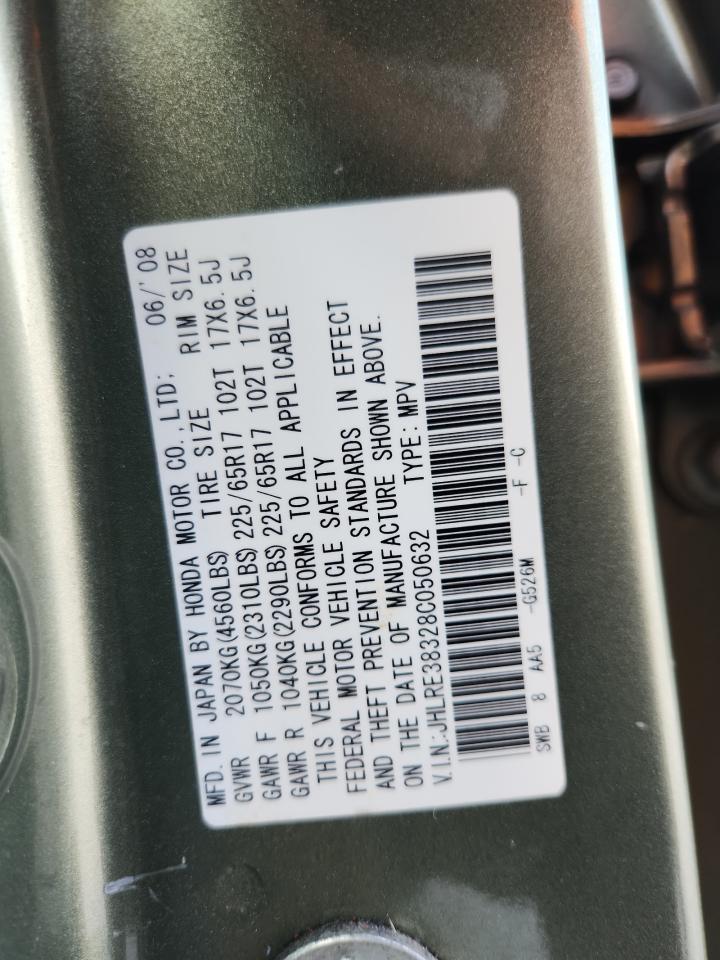 MFD. IN JAPAN BY HONDA MOTOR CO.,LTD; 06/'08
GVWR 2070KG(4560LBS) TIRE SIZE RIM SIZE
GAWR F 1050KG(2310LBS) 225/65R17 102T 17X6.5J
GAWR R 1040KG(2290LBS) 225/65R17 102T 17X6.5J
THIS VEHICLE CONFORMS TO ALL APPLICABLE
FEDERAL MOTOR VEHICLE SAFETY
AND THEFT PREVENTION STANDARDS IN EFFECT
ON THE DATE OF MANUFACTURE SHOWN ABOVE.
V.I.N.:JHLRE38328C050632 TYPE:MPV
SWB 8 AA5 -G526M -F -C